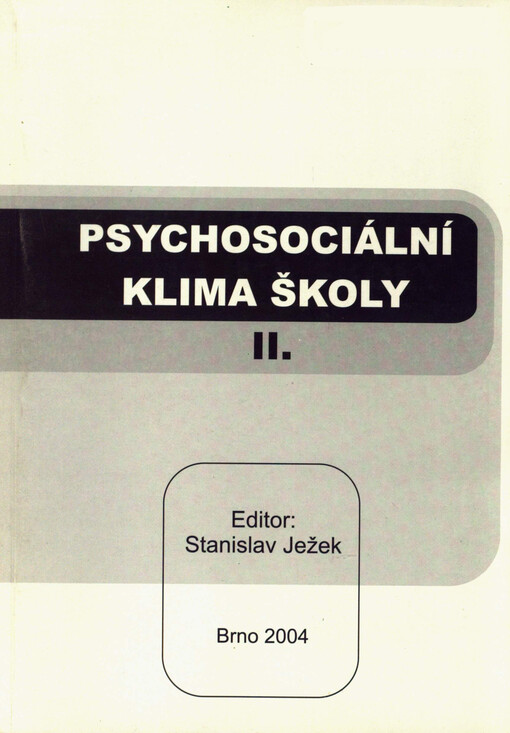 PSYCHOSOCIÁLNÍ
KLIMA ŠKOLY
II.
Editor:
Stanislav Ježek
Brno 2004